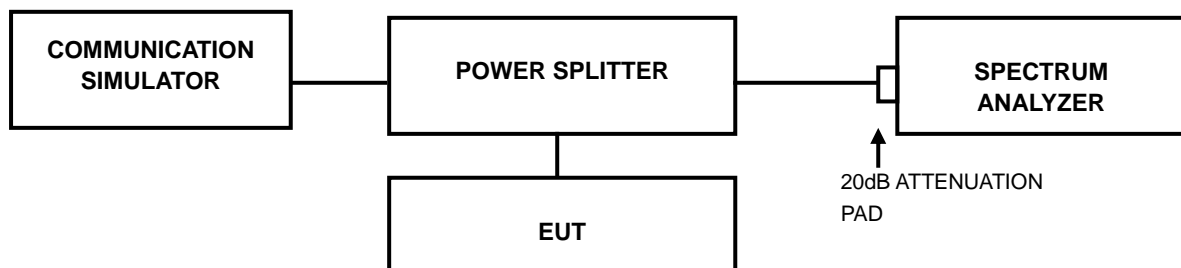 COMMUNICATION
SIMULATOR
POWER SPLITTER
SPECTRUM
ANALYZER
20dB ATTENUATION
PAD
EUT